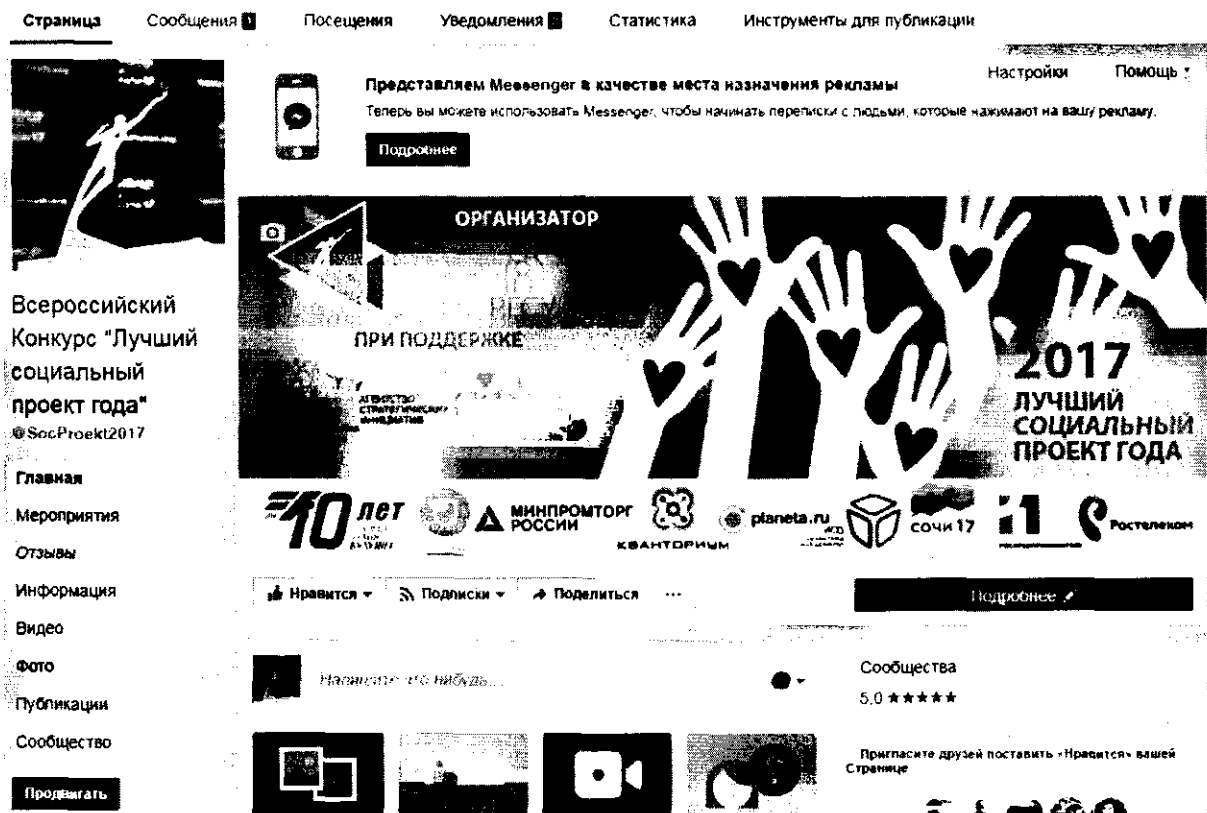 Страница Сообщения Посещения Уведомления Статистика Инструменты для публикации
Настройки Помощь
Представляем Messenger в качестве места назначения рекламы
Теперь вы можете использовать Messenger, чтобы начинать переписки с людьми, которые нажимают на вашу рекламу.
Подробнее
ОРГАНИЗАТОР
ПРИ ПОДДЕРЖКЕ
АГЕНТСТВО
СТРАТЕГИЧЕСКИХ
ИНИЦИАТИВ
2017
ЛУЧШИЙ
СОЦИАЛЬНЫЙ
ПРОЕКТ ГОДА
Всероссийский
Конкурс "Лучший
социальный
проект года"
@SocProekt2017
Главная
Мероприятия
Отзывы
Информация
Видео
Фото
Публикации
Сообщество
Продвигать
10 лет
МИНПРОМТОРГ
РОССИИ
КВАНТОРИУМ
planeta.ru
СОЧИ 17
Ростелеком
Нравится Подписки Поделиться ...
Подробнее
Напишите что-нибудь...
Сообщества
5,0 ★★★★★
Пригласите друзей поставить «Нравится» вашей
Странице